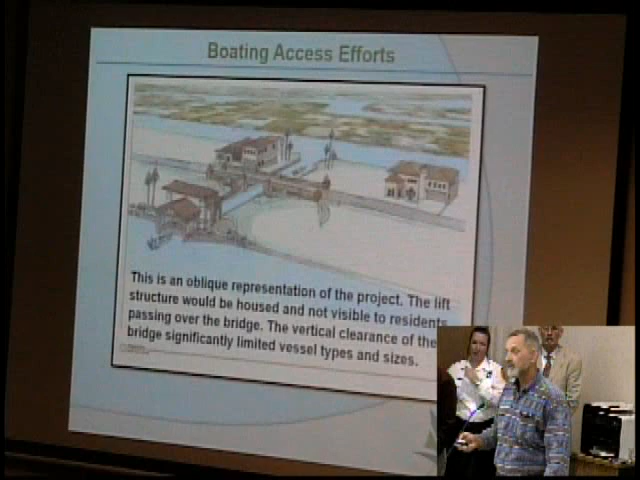 Boating Access Efforts
This is an oblique representation of the project. The lift
structure would be housed and not visible to residents
passing over the bridge. The vertical clearance of the
bridge significantly limited vessel types and sizes.